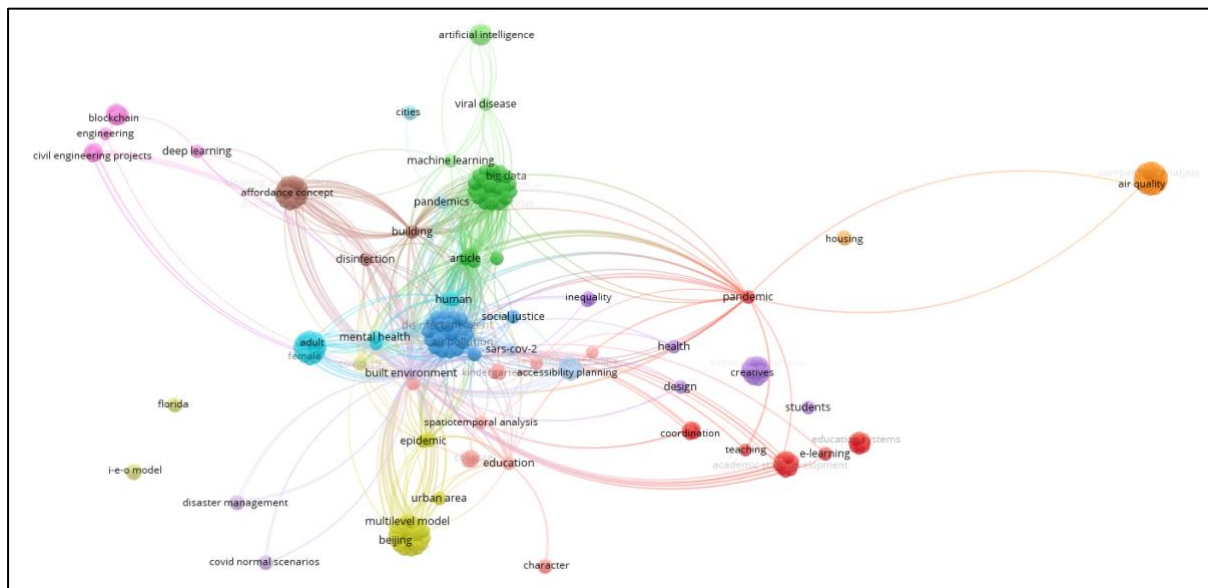 artificial intelligence
viral disease
cities
blockchain
engineering
civil engineering projects
deep learning
machine learning
big data
affordance concept
pandemics
building
disinfection
article
air quality
housing
human
inequality
pandemic
social justice
air pollution
adult
female
mental health
sars-cov-2
health
built environment
accessibility planning
creatives
design
students
florida
spatiotemporal analysis
coordination
epidemic
education
teaching
e-learning
i-e-o model
disaster management
urban area
multilevel model
beijing
covid normal scenarios
character